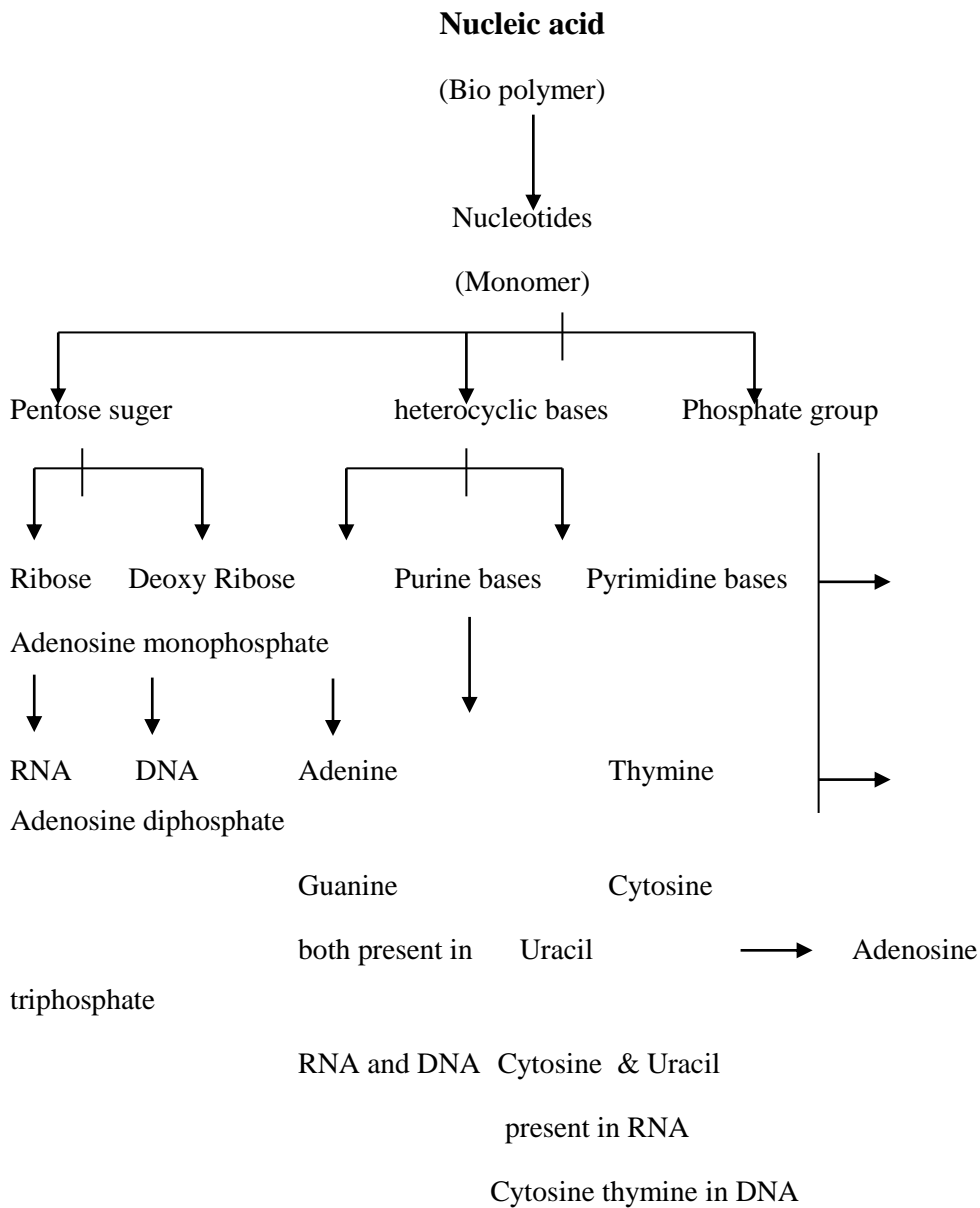 Nucleic acid
(Bio polymer)
Nucleotides
(Monomer)
Pentose suger heterocyclic bases Phosphate group
Ribose Deoxy Ribose Purine bases Pyrimidine bases
Adenosine monophosphate
RNA DNA Adenine Thymine
Adenosine diphosphate
Guanine Cytosine
both present in Uracil Adenosine
triphosphate
RNA and DNA Cytosine & Uracil
present in RNA
Cytosine thymine in DNA